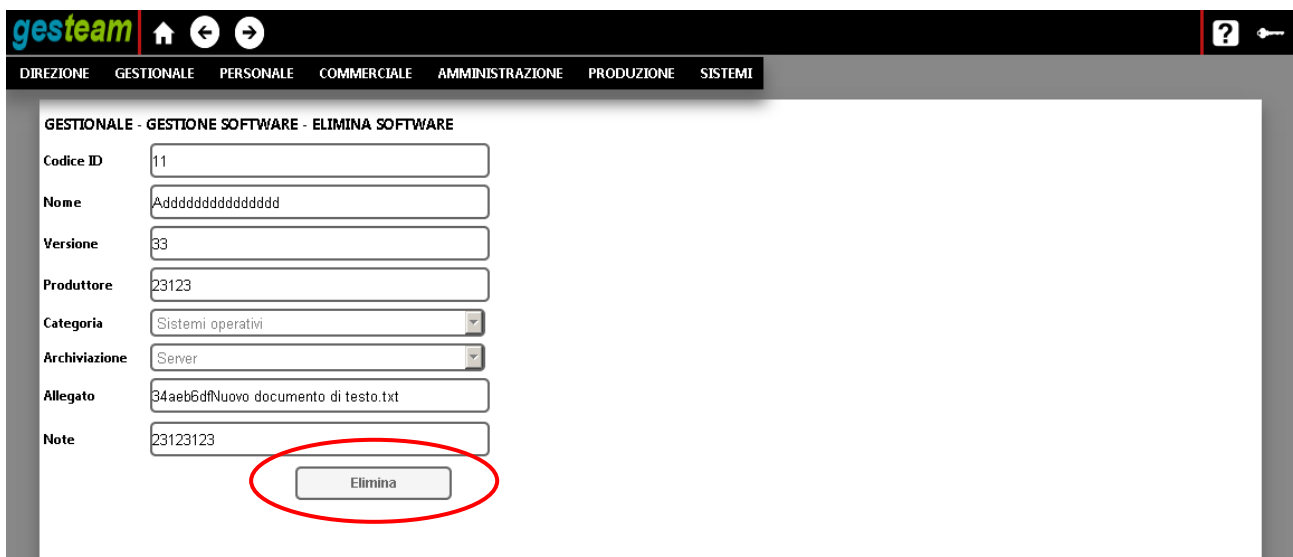 gesteam ?
DIREZIONE GESTIONALE PERSONALE COMMERCIALE AMMINISTRAZIONE PRODUZIONE SISTEMI
GESTIONALE - GESTIONE SOFTWARE - ELIMINA SOFTWARE
Codice ID 11
Nome Addddddddddddddd
Versione 33
Produttore 23123
Categoria Sistemi operativi
Archiviazione Server
Allegato 34aeb6dfNuovo documento di testo.txt
Note 23123123
Elimina